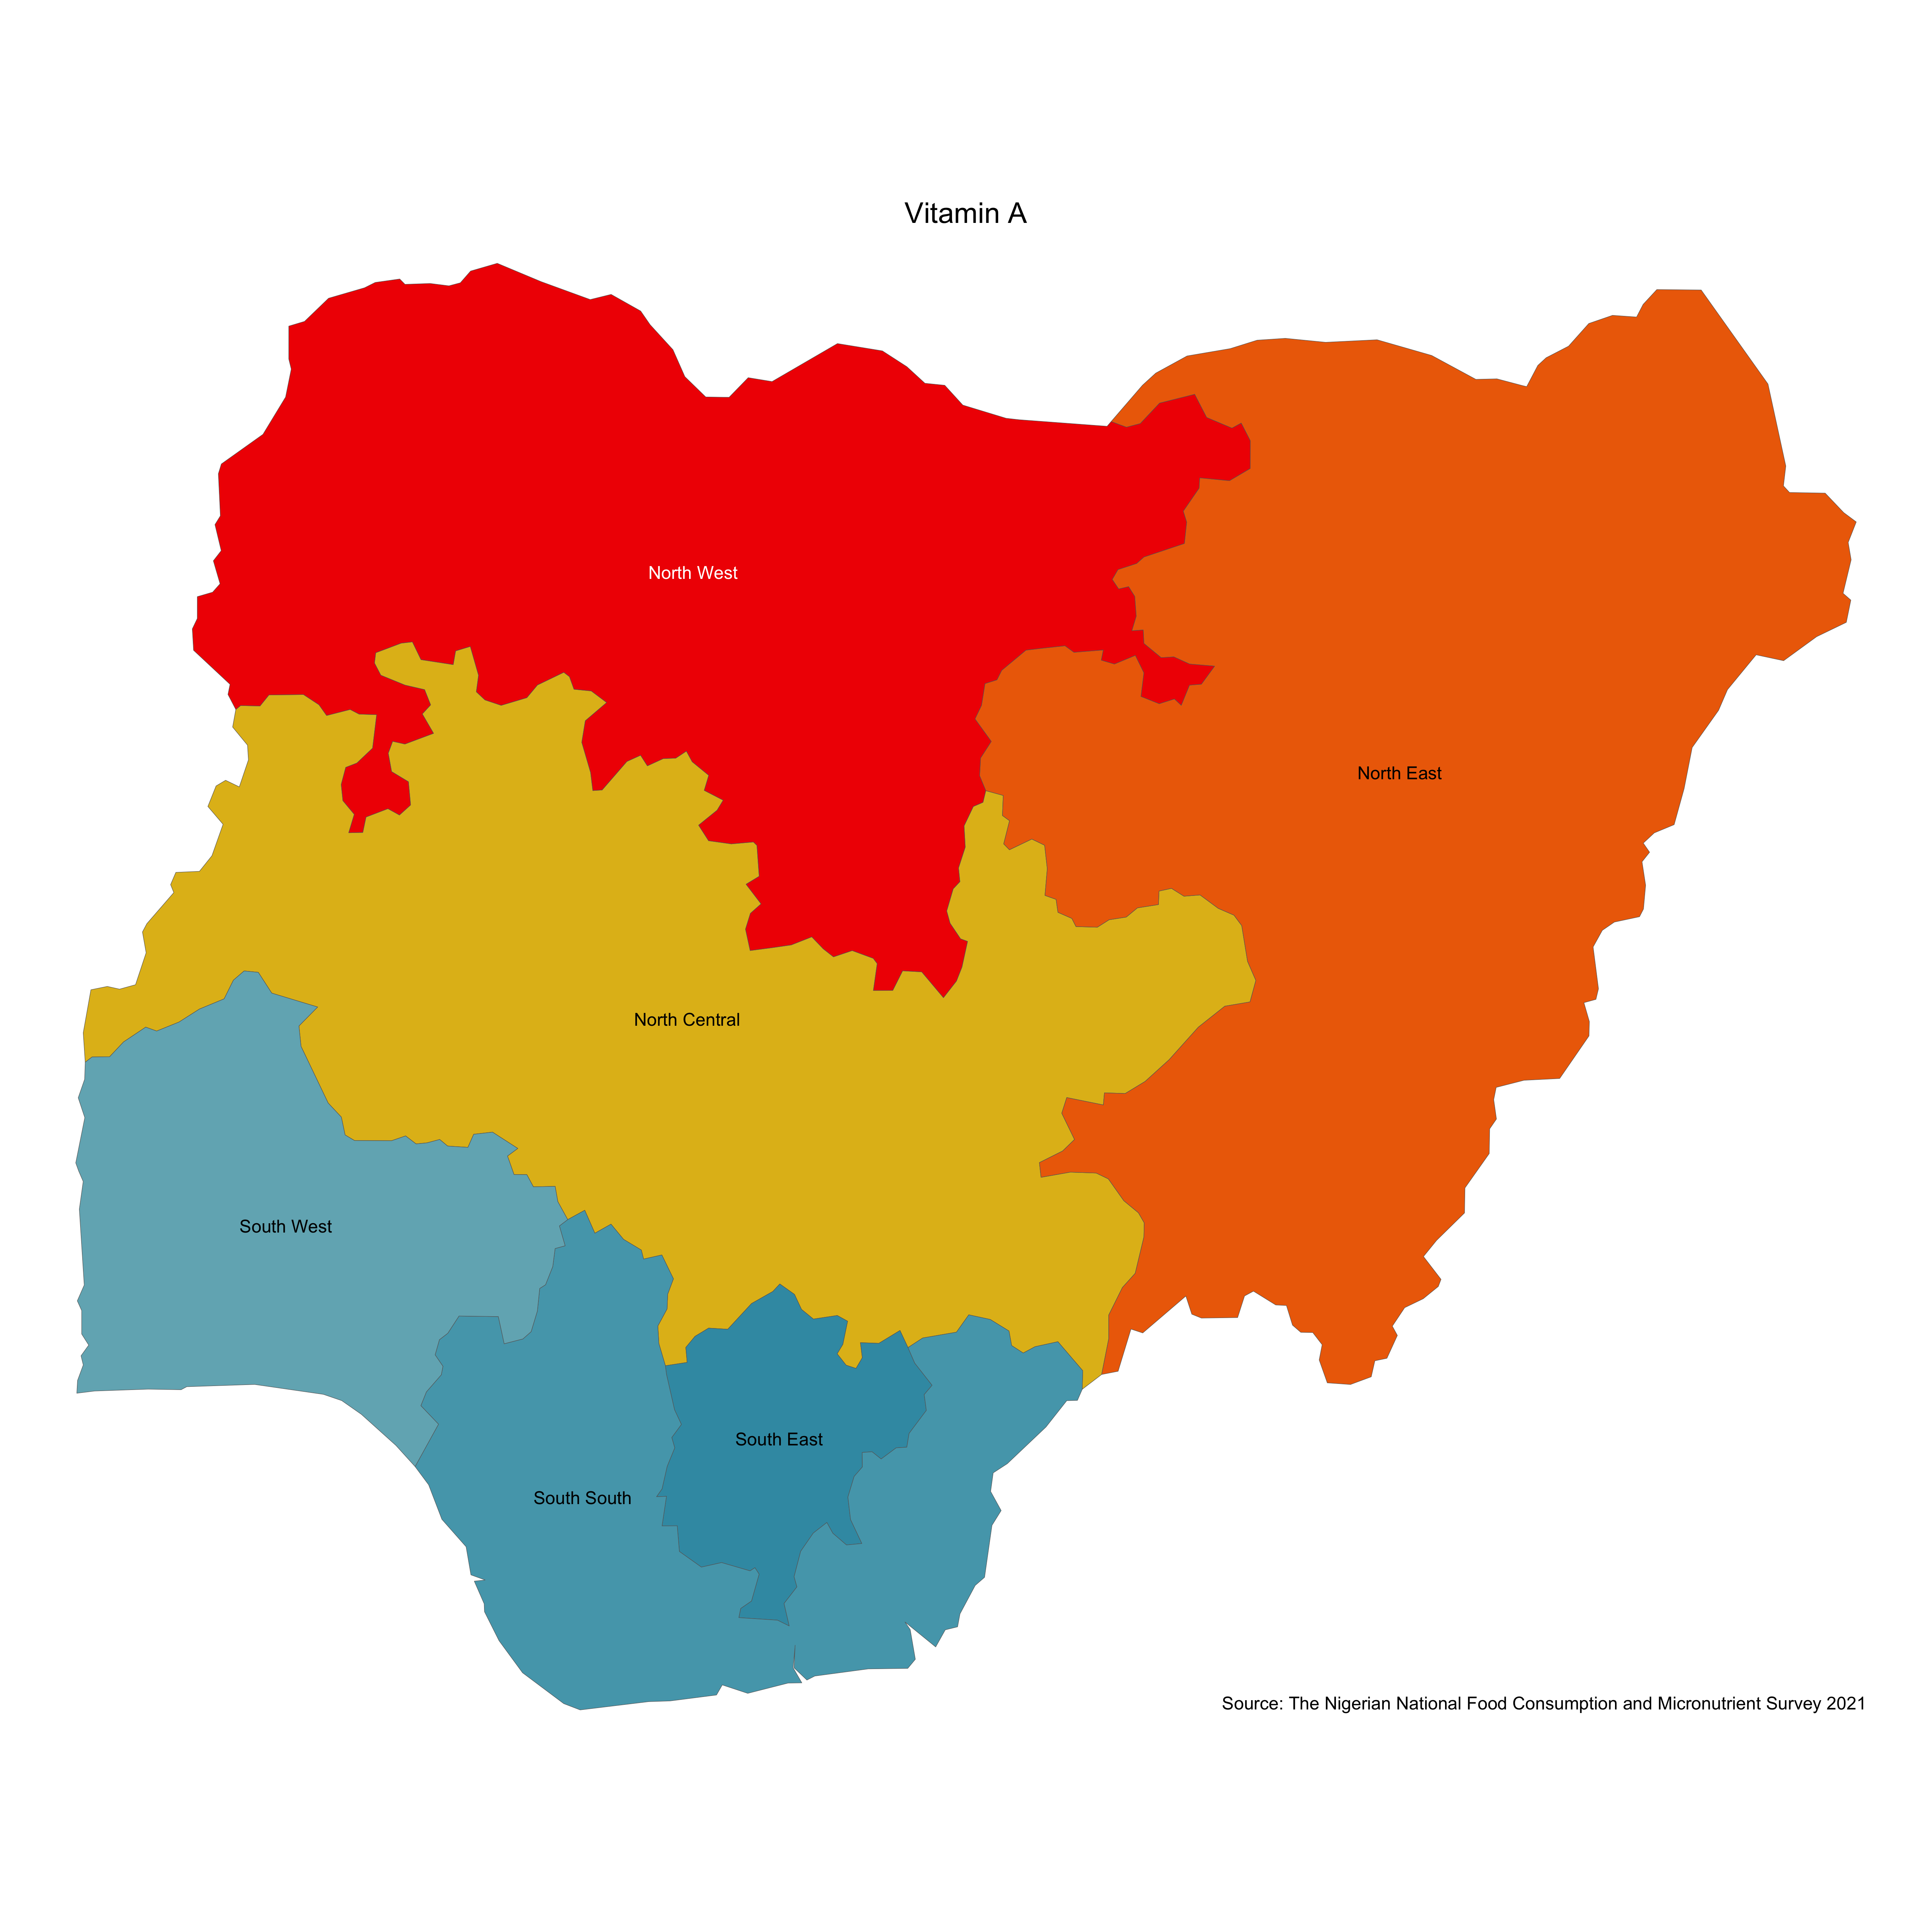 Vitamin A
North West
North East
North Central
South West
South East
South South
Source: The Nigerian National Food Consumption and Micronutrient Survey 2021